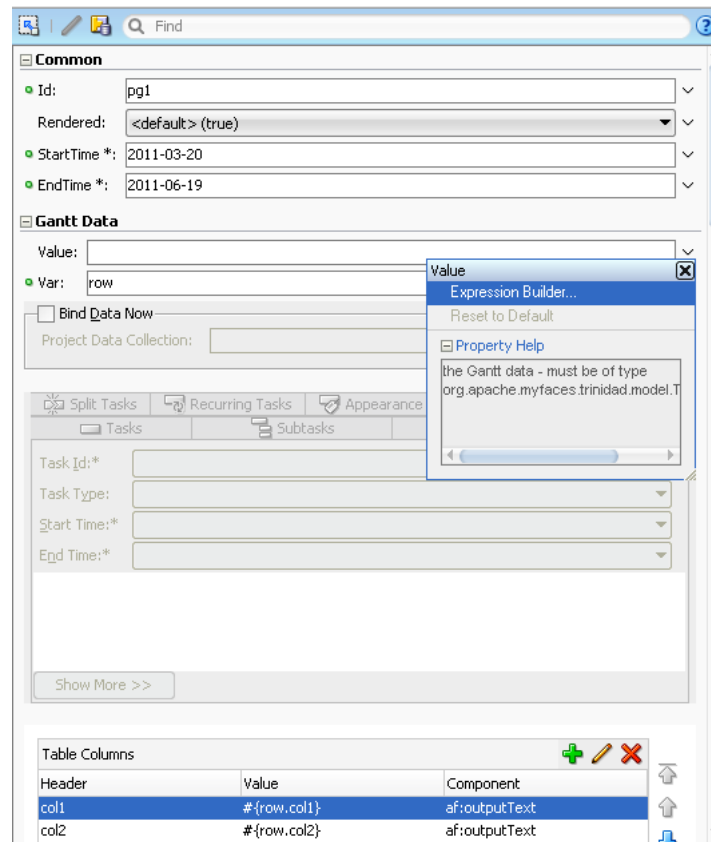 Find
Common
Id: pg1
Rendered: <default> (true)
StartTime *: 2011-03-20
EndTime *: 2011-06-19
Gantt Data
Value:
Var: row
Value
Expression Builder...
Reset to Default
Property Help
the Gantt data - must be of type
org.apache.myfaces.trinidad.model.T
Bind Data Now
Project Data Collection:
Split Tasks Recurring Tasks Appearance
Tasks Subtasks
Task Id:*
Task Type:
Start Time:*
End Time:*
Show More >>
Table Columns
Header Value Component
col1 #{row.col1} af:outputText
col2 #{row.col2} af:outputText